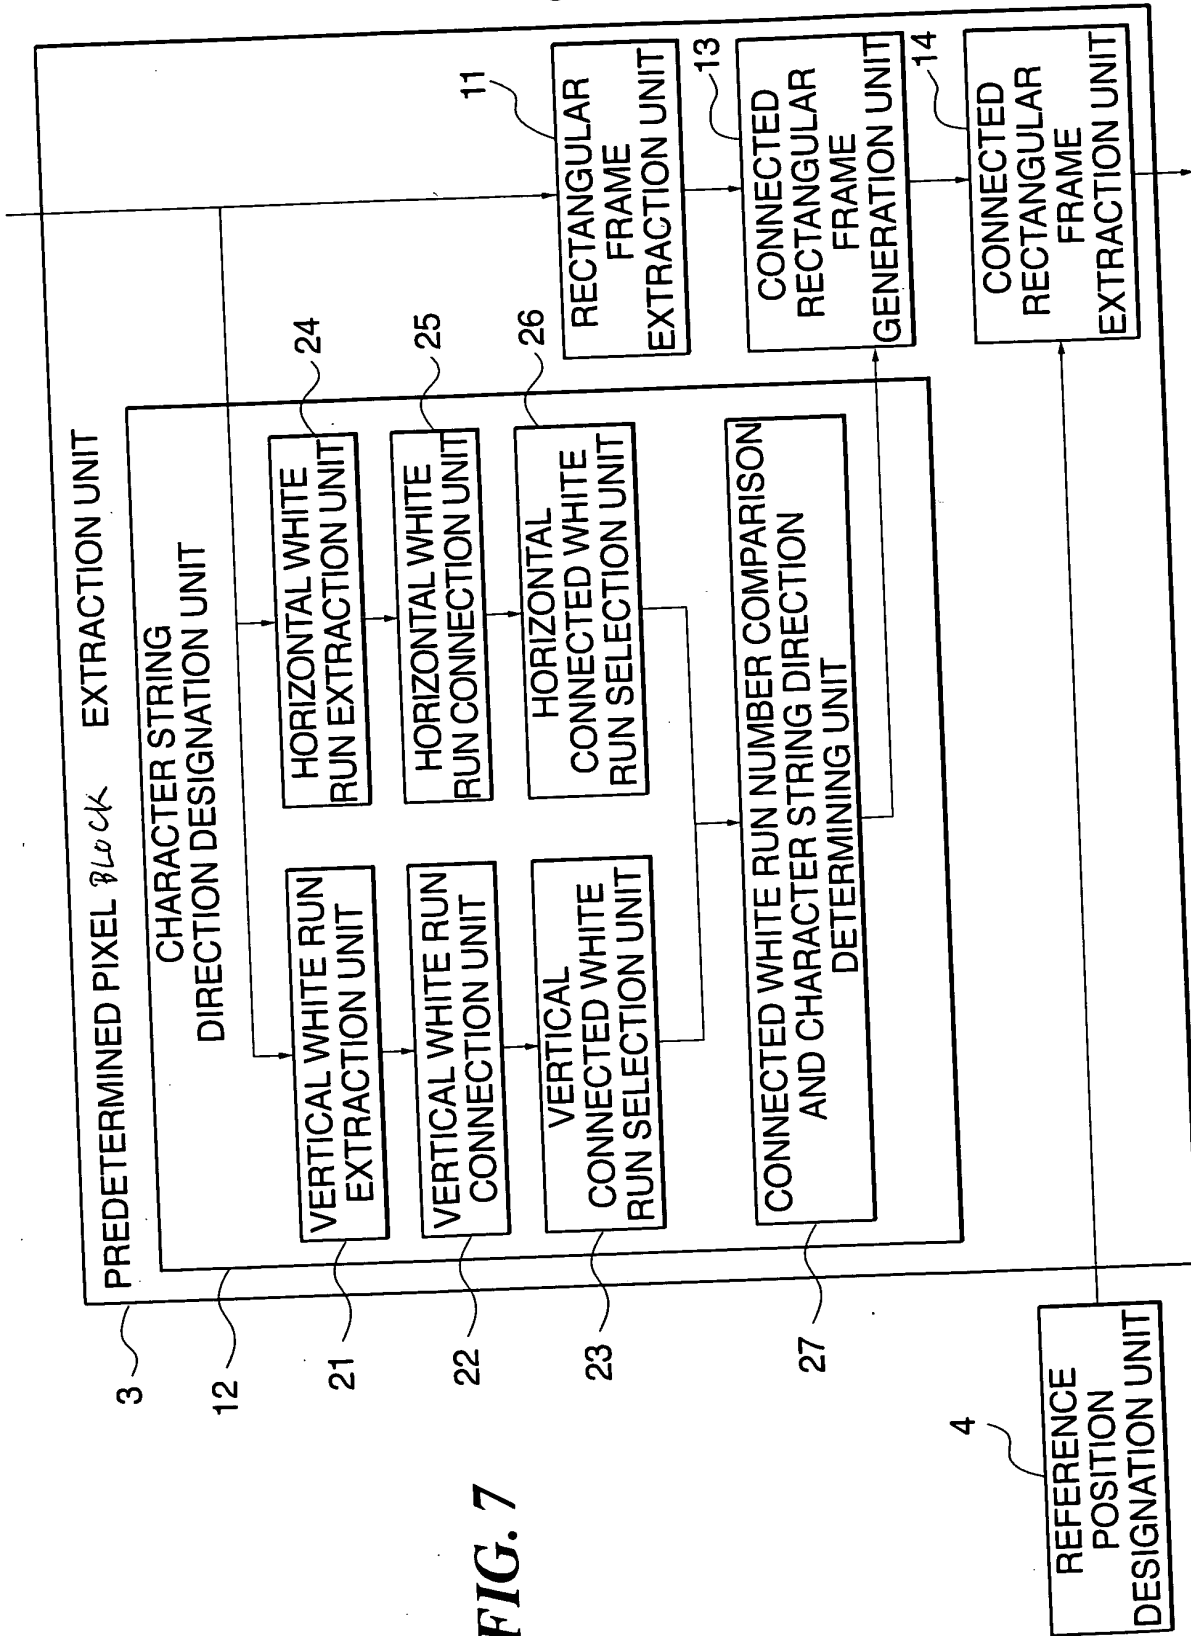 PREDETERMINED PIXEL BLOCK EXTRACTION UNIT
3
CHARACTER STRING
DIRECTION DESIGNATION UNIT
12
VERTICAL WHITE RUN
EXTRACTION UNIT
21
VERTICAL WHITE RUN
CONNECTION UNIT
22
VERTICAL
CONNECTED WHITE
RUN SELECTION UNIT
23
HORIZONTAL WHITE
RUN EXTRACTION UNIT
24
HORIZONTAL WHITE
RUN CONNECTION UNIT
25
HORIZONTAL
CONNECTED WHITE
RUN SELECTION UNIT
26
CONNECTED WHITE RUN NUMBER COMPARISON
AND CHARACTER STRING DIRECTION
DETERMINING UNIT
27
RECTANGULAR
FRAME
EXTRACTION UNIT
11
CONNECTED
RECTANGULAR
FRAME
GENERATION UNIT
13
CONNECTED
RECTANGULAR
FRAME
EXTRACTION UNIT
14
REFERENCE
POSITION
DESIGNATION UNIT
4
FIG. 7